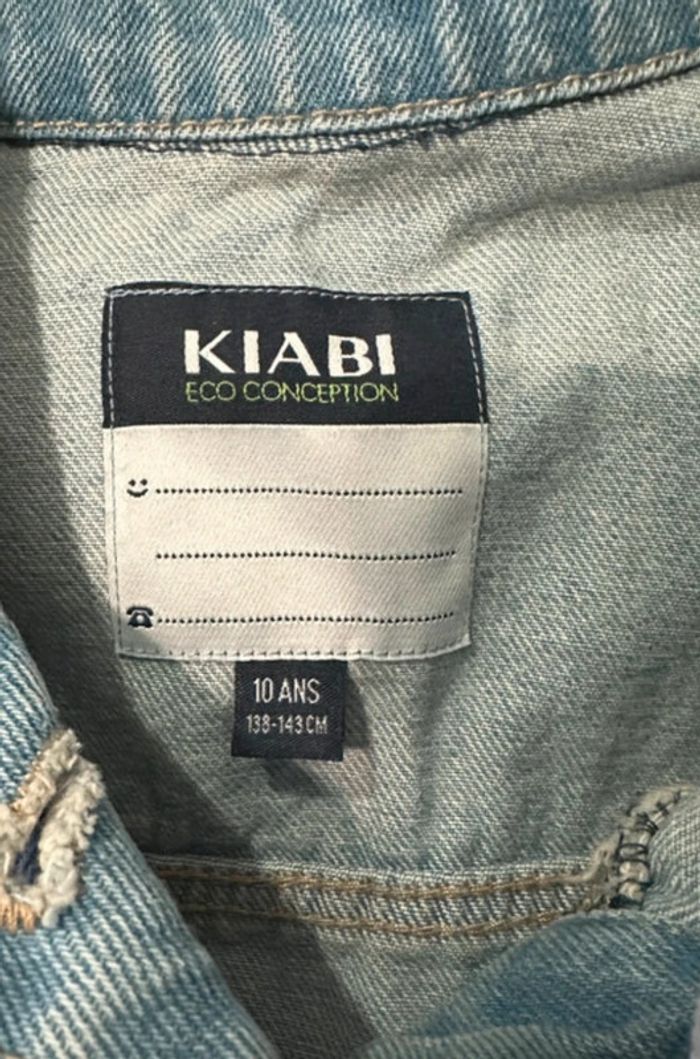 KIABI
ECO CONCEPTION
10 ANS
138-143 CM